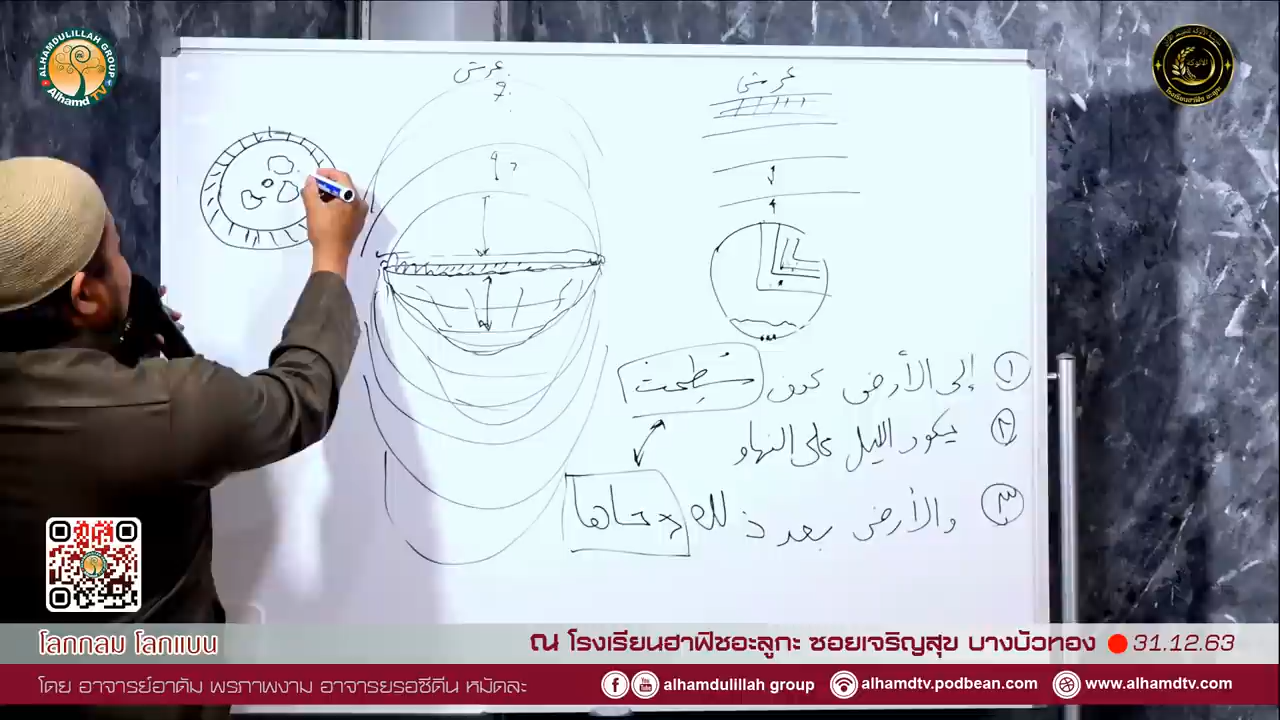 ALHAMDULILLAH GROUP
Alhamd TV
الألوكة
عرش
?
عرش
١ إلى الأرض كيف سُطِحَت
٢ يكور الليل على النهار
٣ والأرض بعد ذلك دحاها
โลกกลม โลกแบน
ณ โรงเรียนฮาฟิซอะลูกะ ซอยเจริญสุข บางบัวทอง
31.12.63
โดย อาจารย์อาดัม พรภาพงาม อาจารยรอซีดีน หมัดละ
alhamdulillah group
alhamdtv.podbean.com
www.alhamdtv.com